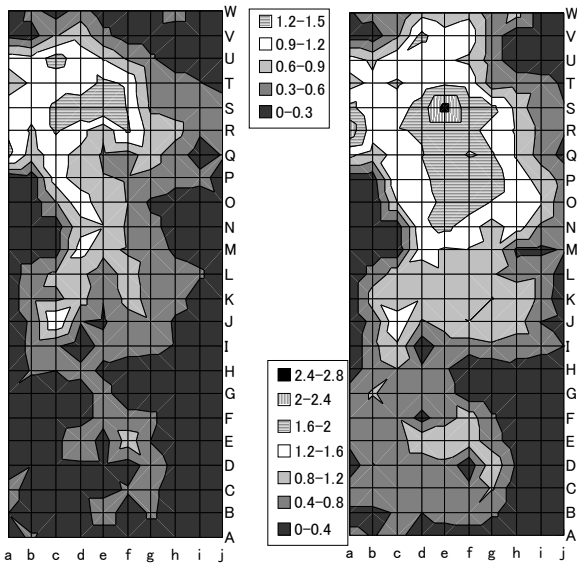 1.2-1.5
0.9-1.2
0.6-0.9
0.3-0.6
0-0.3
W
V
U
T
S
R
Q
P
O
N
M
L
K
J
I
H
G
F
E
D
C
B
A
a b c d e f g h i j
W
V
U
T
S
R
Q
P
O
N
M
L
K
J
I
H
G
F
E
D
C
B
A
a b c d e f g h i j
2.4-2.8
2-2.4
1.6-2
1.2-1.6
0.8-1.2
0.4-0.8
0-0.4